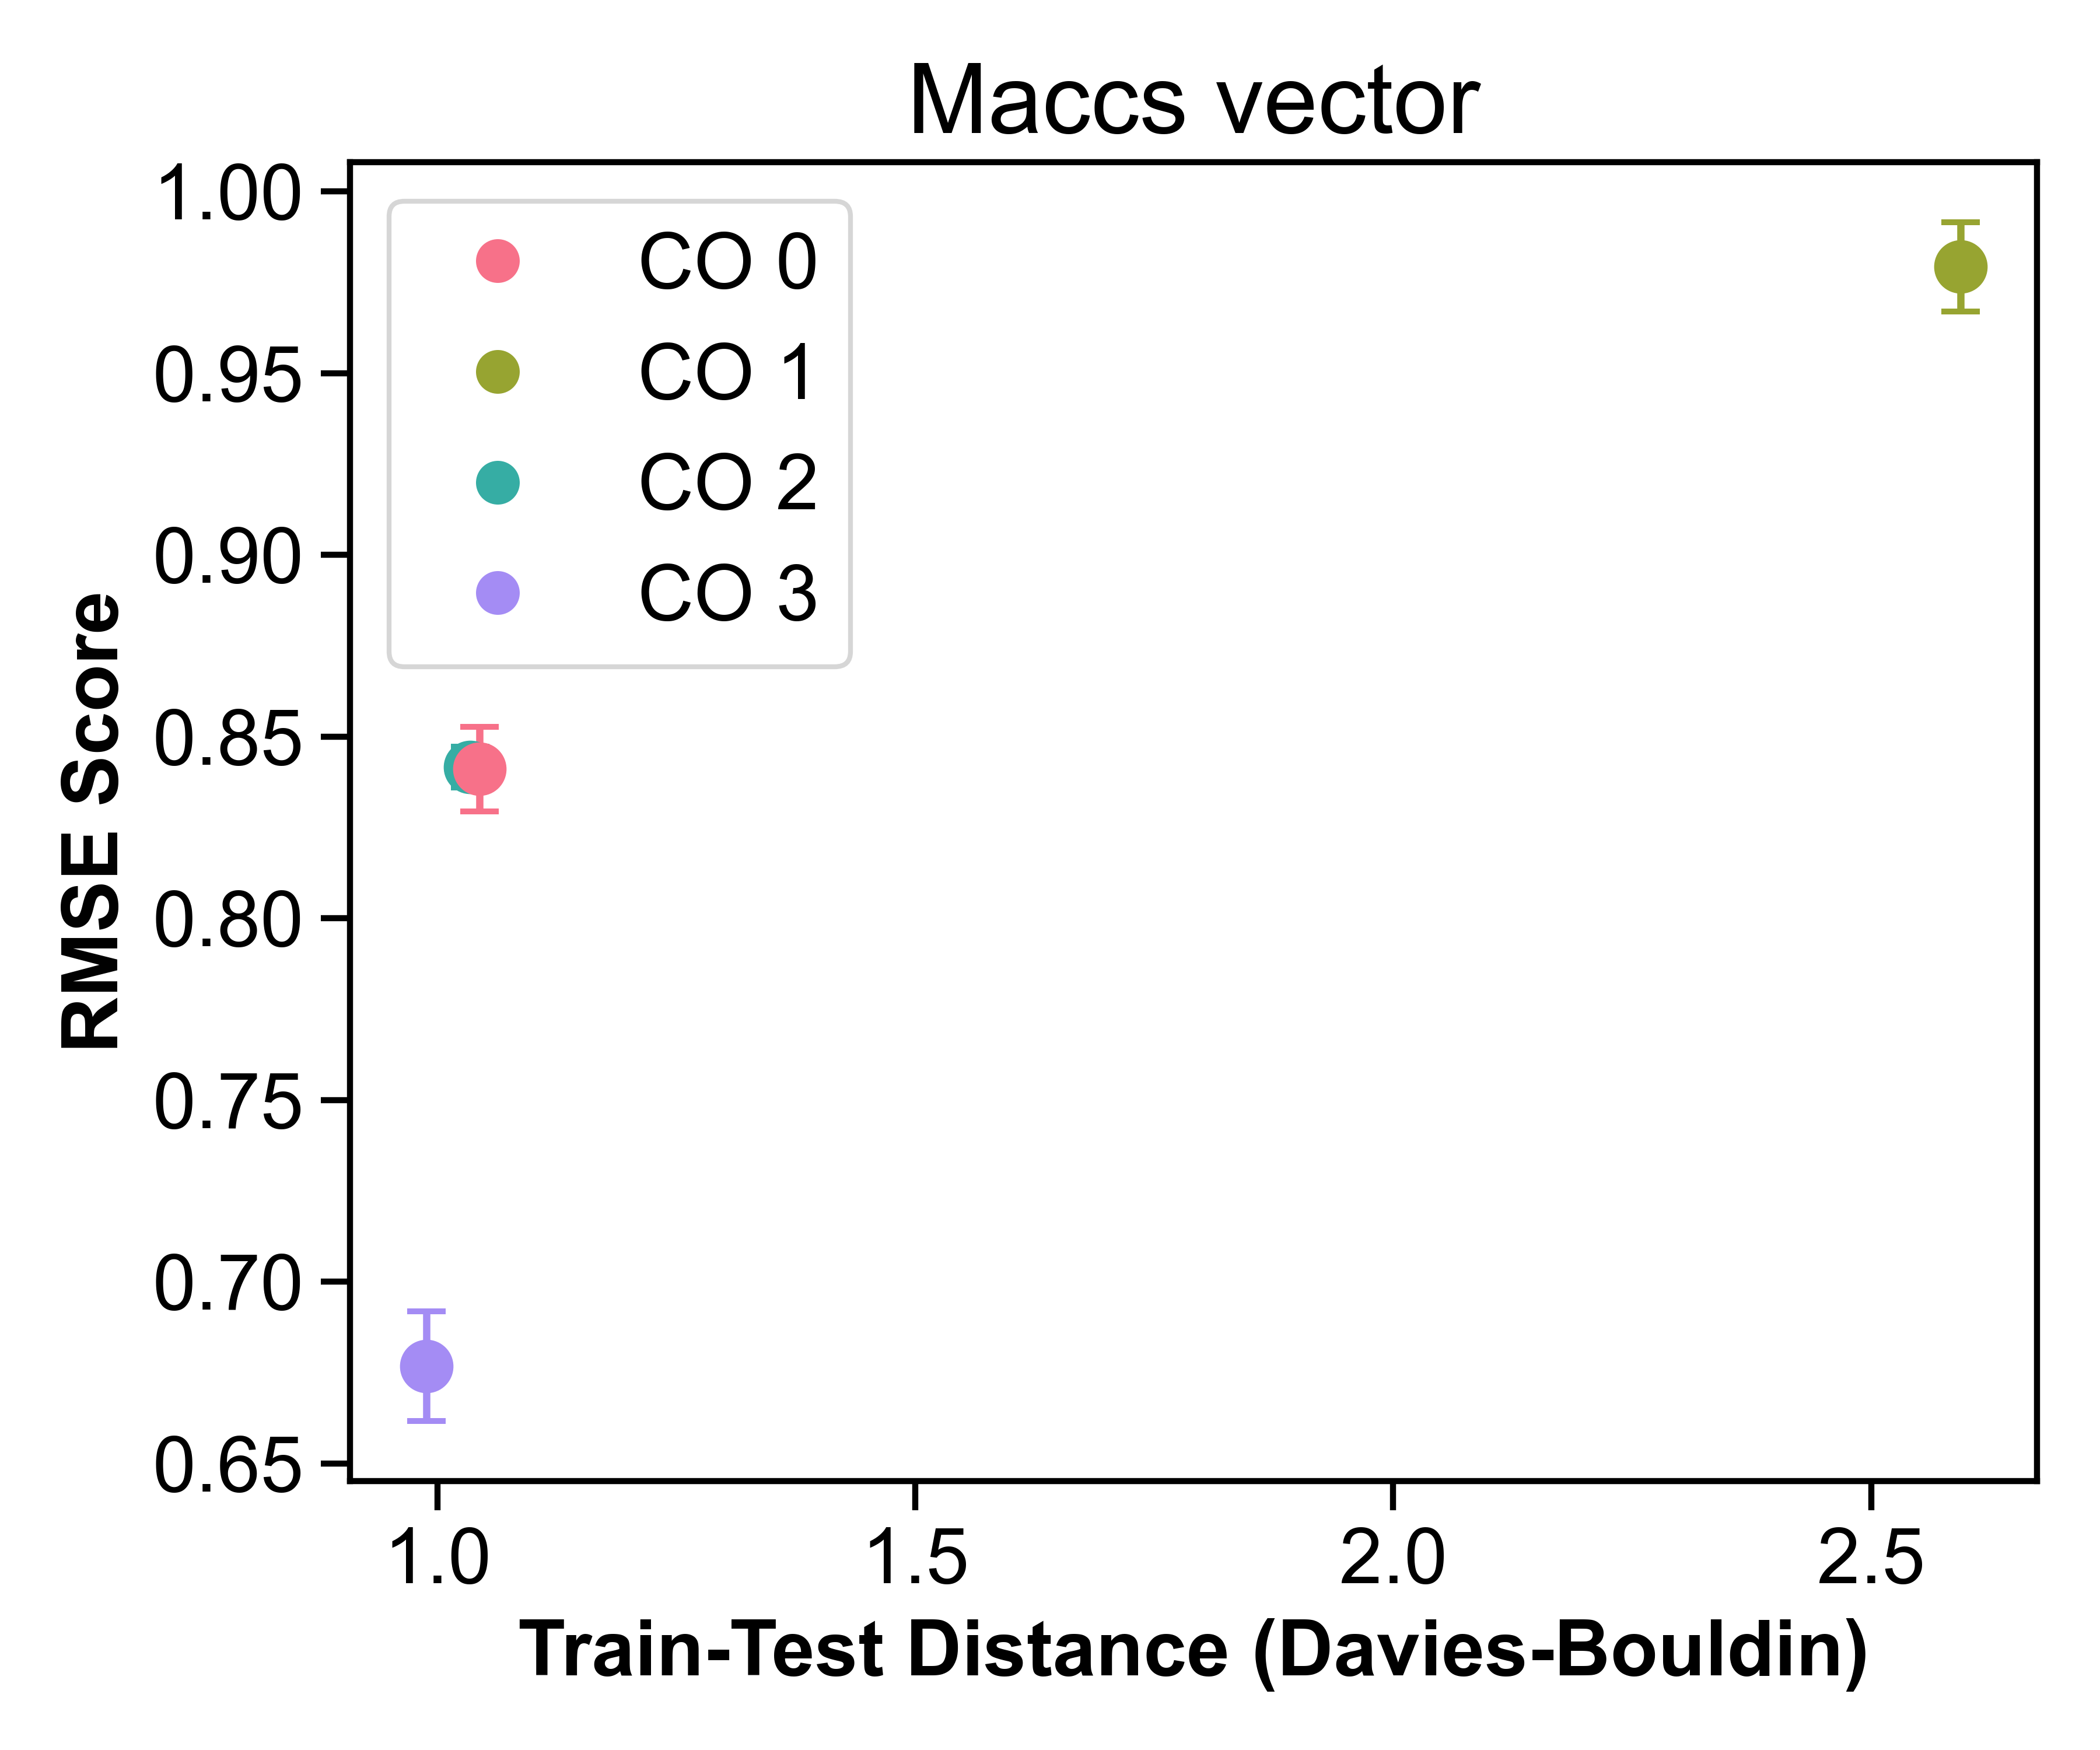 Maccs vector
1.00
0.95
0.90
0.85
0.80
0.75
0.70
0.65
RMSE Score
CO 0
CO 1
CO 2
CO 3
1.0 1.5 2.0 2.5
Train-Test Distance (Davies-Bouldin)